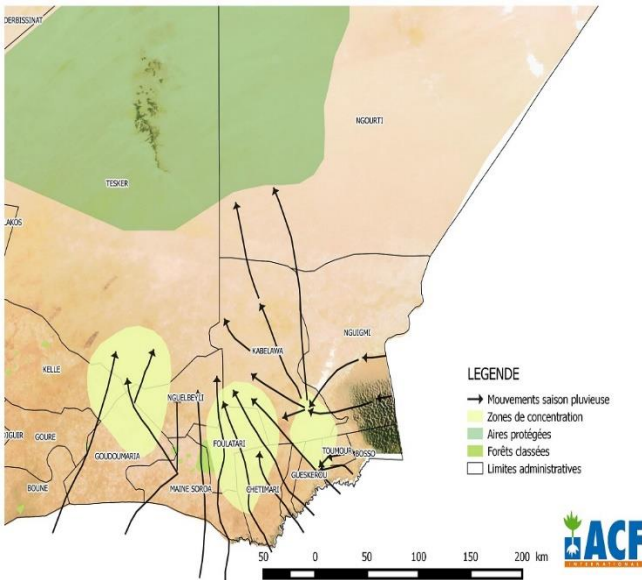 DERBISSINAT
NGOURTI
TESKER
LAKOS
NGUIGMI
KABELAWA
KELLE
NGUELBEYLI
GOURE
FOULATARI
TOUMOUR
BOSSO
GOUDOUMARIA
GUESKEROU
BOUNE
MAINE SOROA
CHETIMARI
LEGENDE
Mouvements saison pluvieuse
Zones de concentration
Aires protégées
Forêts classées
Limites administratives
ACF
INTERNATIONAL
50 0 50 100 150 200 km